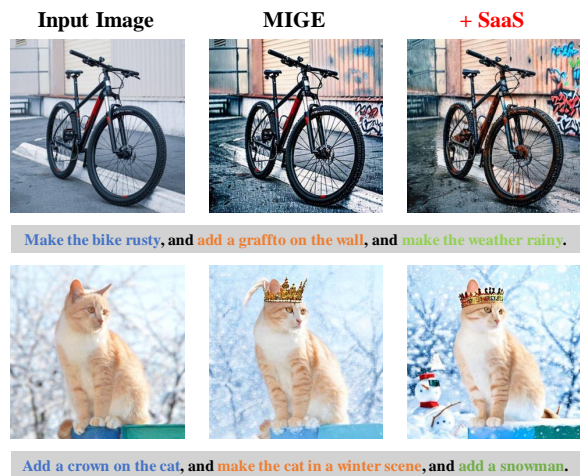 Input Image MIGE + SaaS
Make the bike rusty, and add a graffto on the wall, and make the weather rainy.
Add a crown on the cat, and make the cat in a winter scene, and add a snowman.